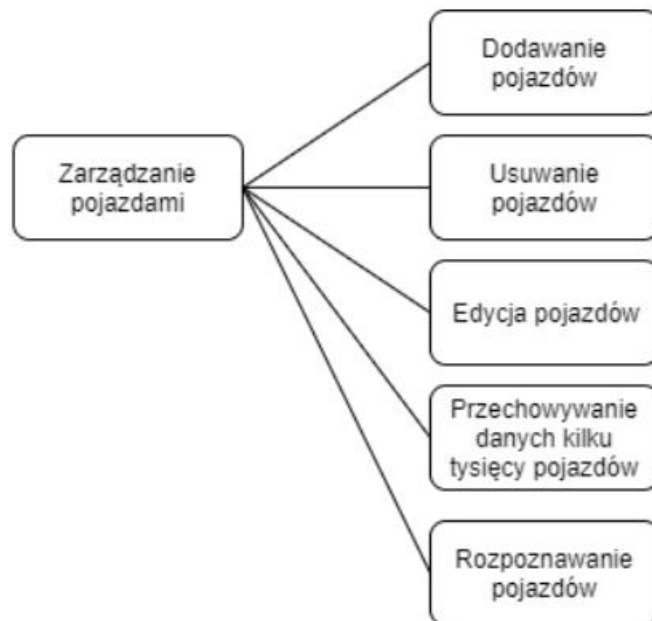 Dodawanie
pojazdów
Zarządzanie
pojazdami
Usuwanie
pojazdów
Edycja pojazdów
Przechowywanie
danych kilku
tysięcy pojazdów
Rozpoznawanie
pojazdów